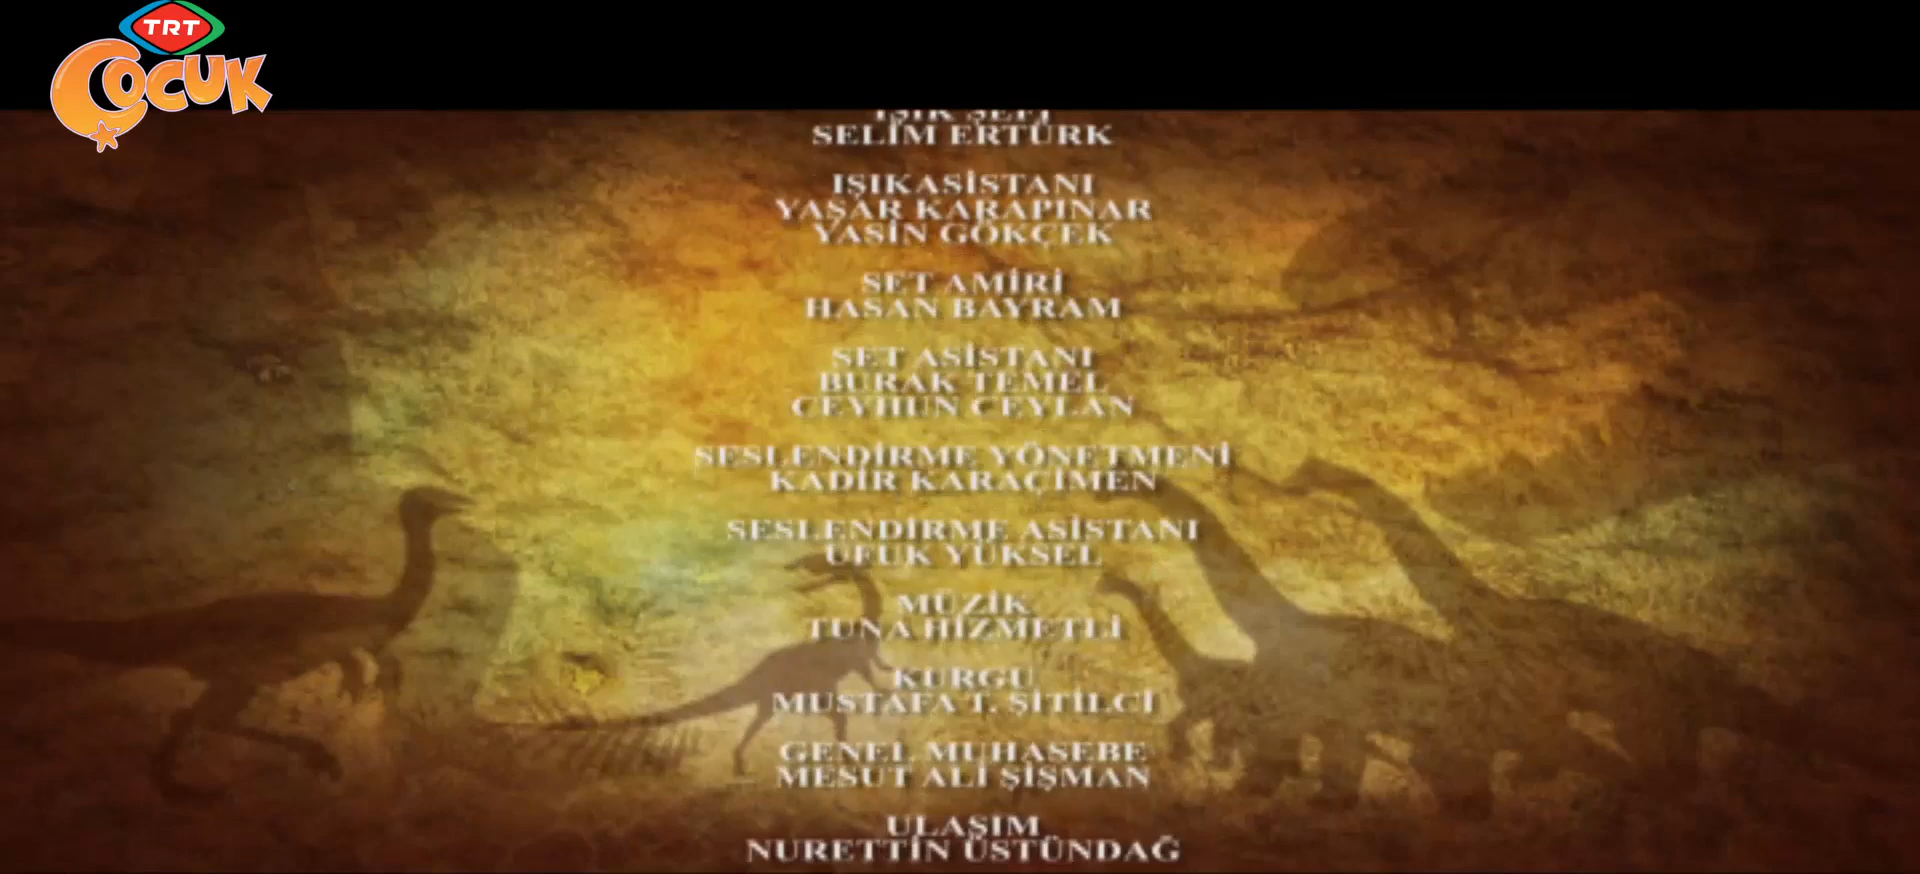 TRT
ÇOCUK
IŞIK ŞEFİ
SELİM ERTÜRK
IŞIKASİSTANI
YAŞAR KARAPINAR
YASİN GÖKÇEK
SET AMİRİ
HASAN BAYRAM
SET ASİSTANI
BURAK TEMEL
CEYHUN CEYLAN
SESLENDİRME YÖNETMENİ
KADİR KARAÇİMEN
SESLENDİRME ASİSTANI
UFUK YÜKSEL
MÜZİK
TUNA HİZMETLİ
KURGU
MUSTAFA T. ŞİTİLCİ
GENEL MUHASEBE
MESUT ALİ ŞİŞMAN
ULAŞIM
NURETTİN ÜSTÜNDAĞ